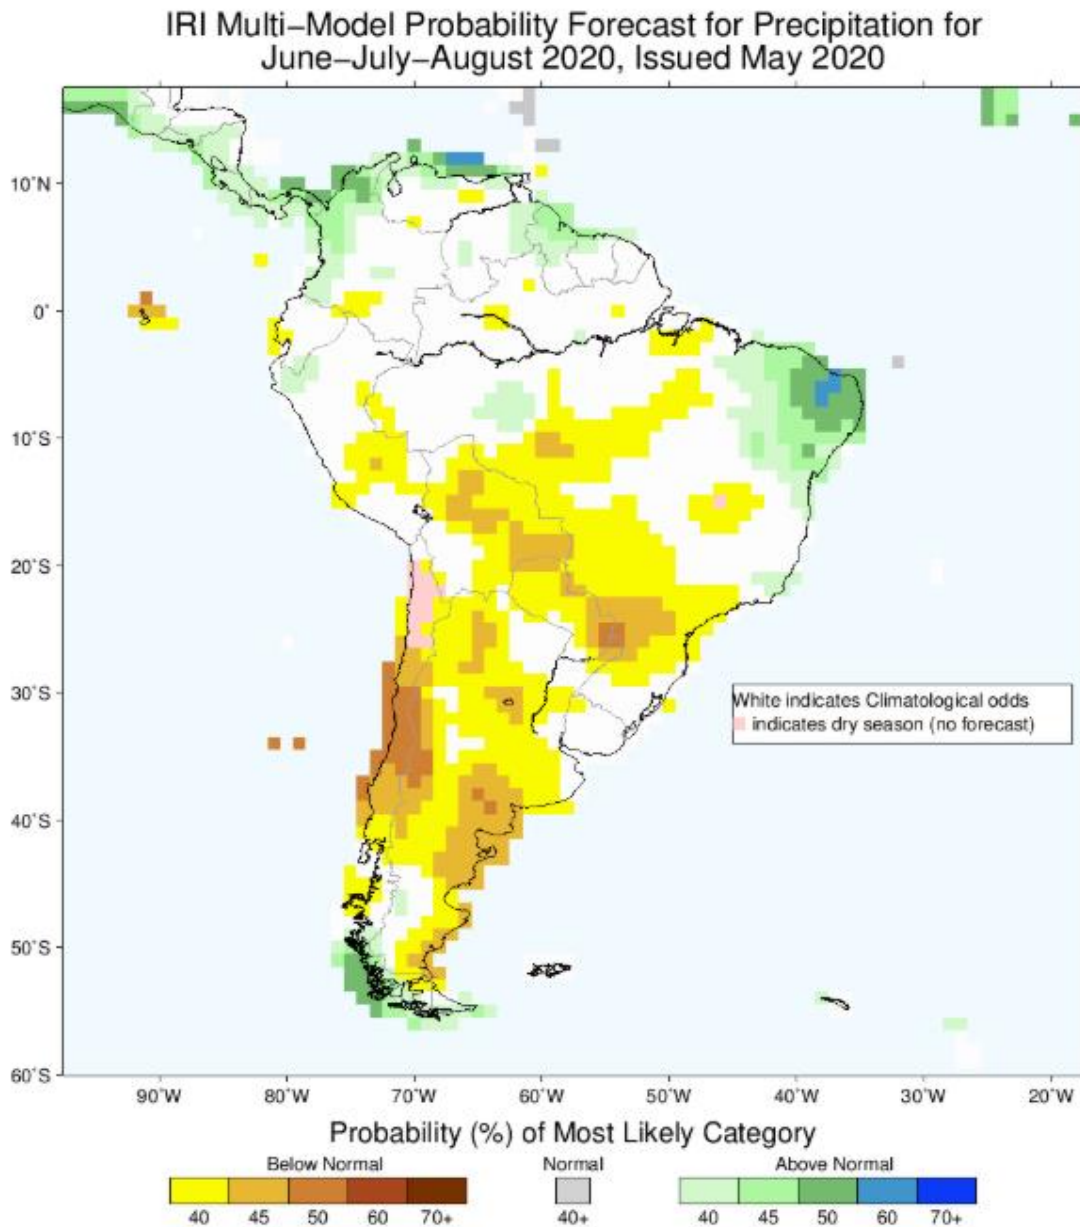 IRI Multi-Model Probability Forecast for Precipitation for
June-July-August 2020, Issued May 2020
10°N
0°
10°S
20°S
30°S
40°S
50°S
60°S
White indicates Climatological odds
indicates dry season (no forecast)
90°W 80°W 70°W 60°W 50°W 40°W 30°W 20°W
Probability (%) of Most Likely Category
Below Normal Normal Above Normal
40 45 50 60 70+ 40+ 40 45 50 60 70+